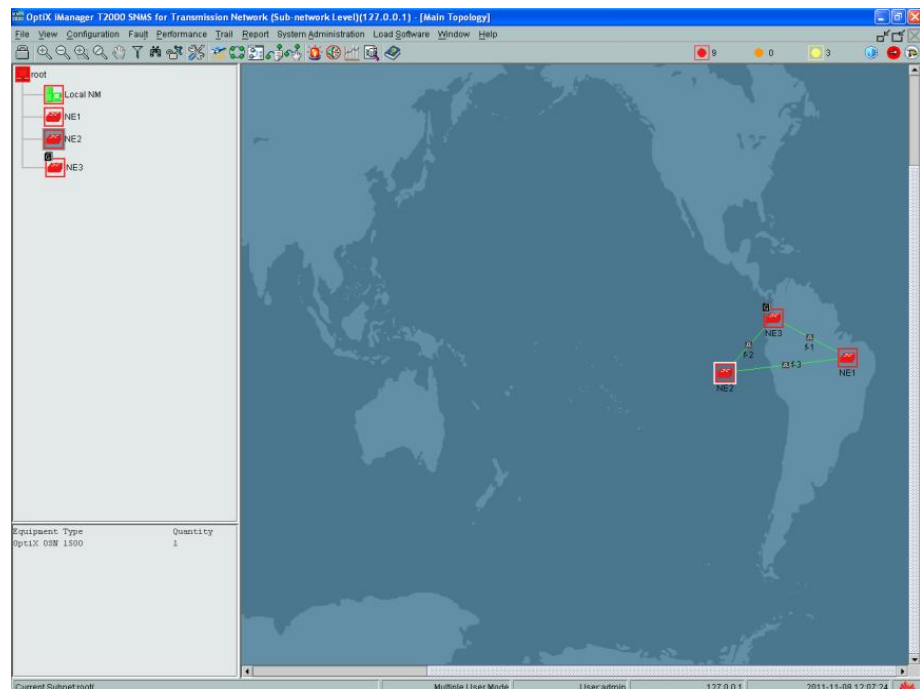 OptiX iManager T2000 SNMS for Transmission Network (Sub-network Level)(127.0.0.1) - [Main Topology]
File View Configuration Fault Performance Trail Report System Administration Load Software Window Help
9 0 3
root
Local NM
NE1
NE2
NE3
NE3
f-2
f-1
f-3
NE2
NE1
Equipment Type Quantity
OptiX OSN 1500 1
Current Subnet:root/ Multiple User Mode User:admin 127.0.0.1 2011-11-09 12:07:24